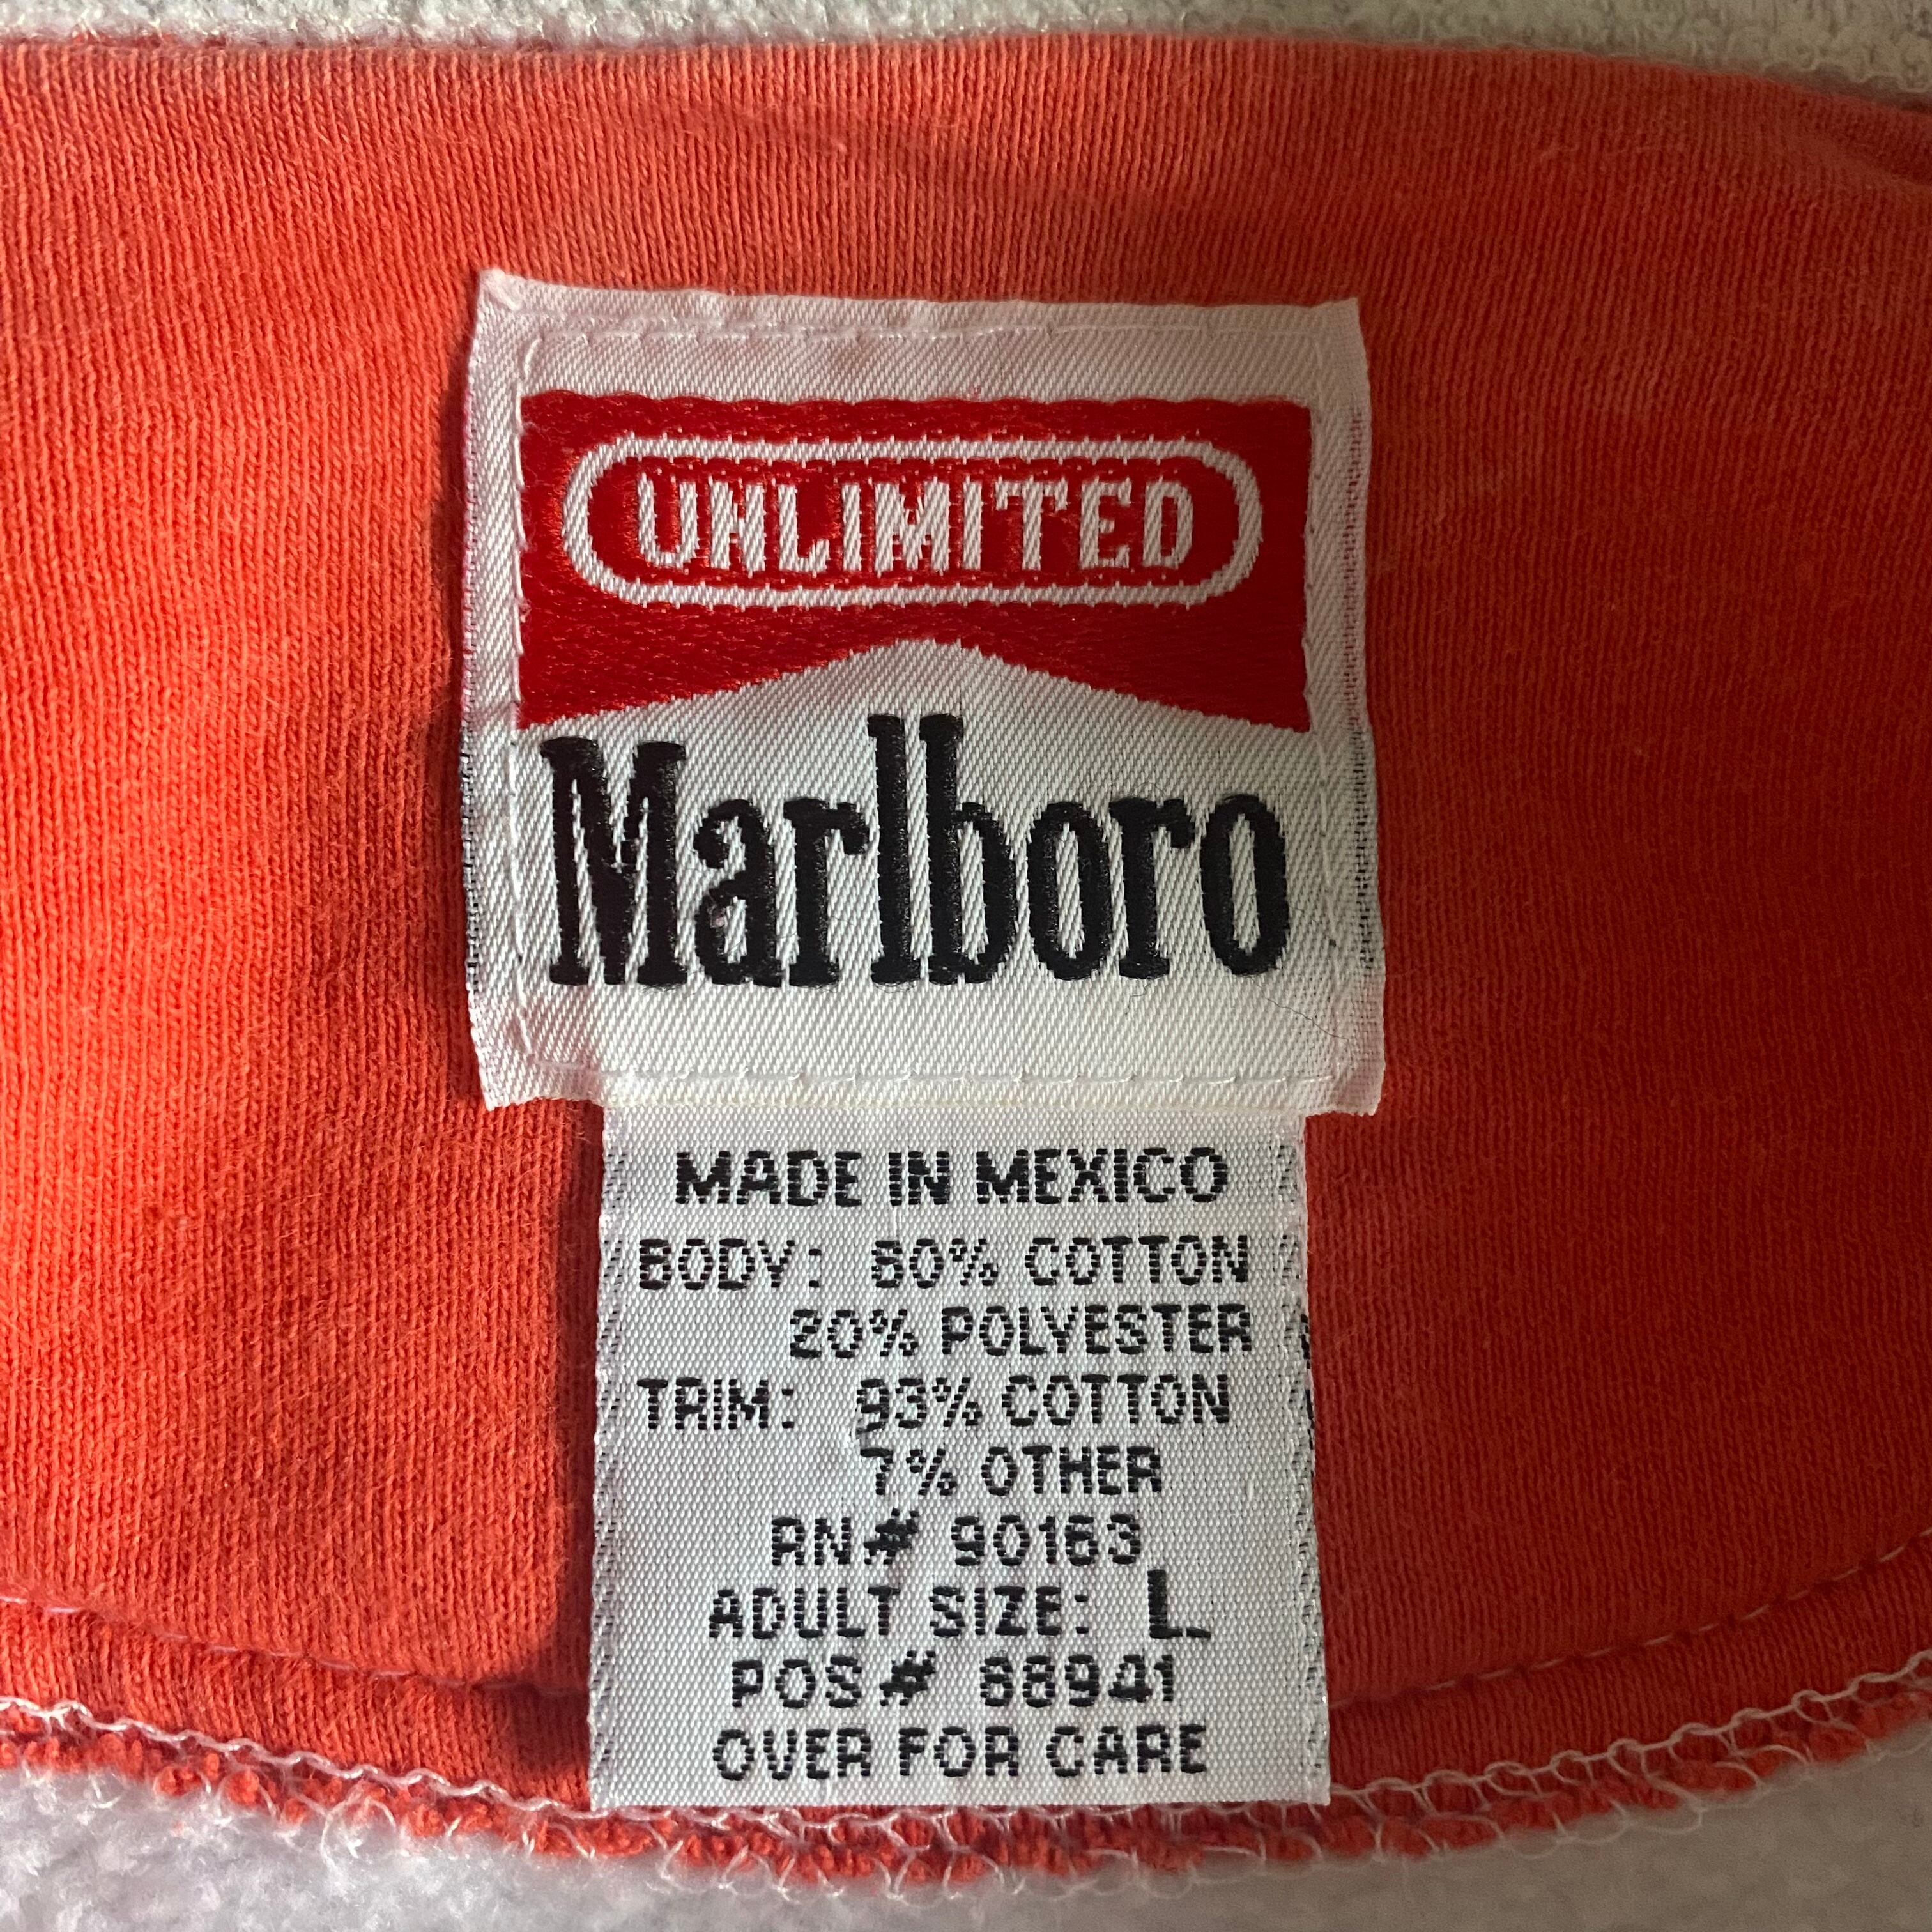 UNLIMITED
Marlboro
MADE IN MEXICO
BODY: 80% COTTON
20% POLYESTER
TRIM: 93% COTTON
7% OTHER
RN# 90163
ADULT SIZE: L
POS# 88941
OVER FOR CARE